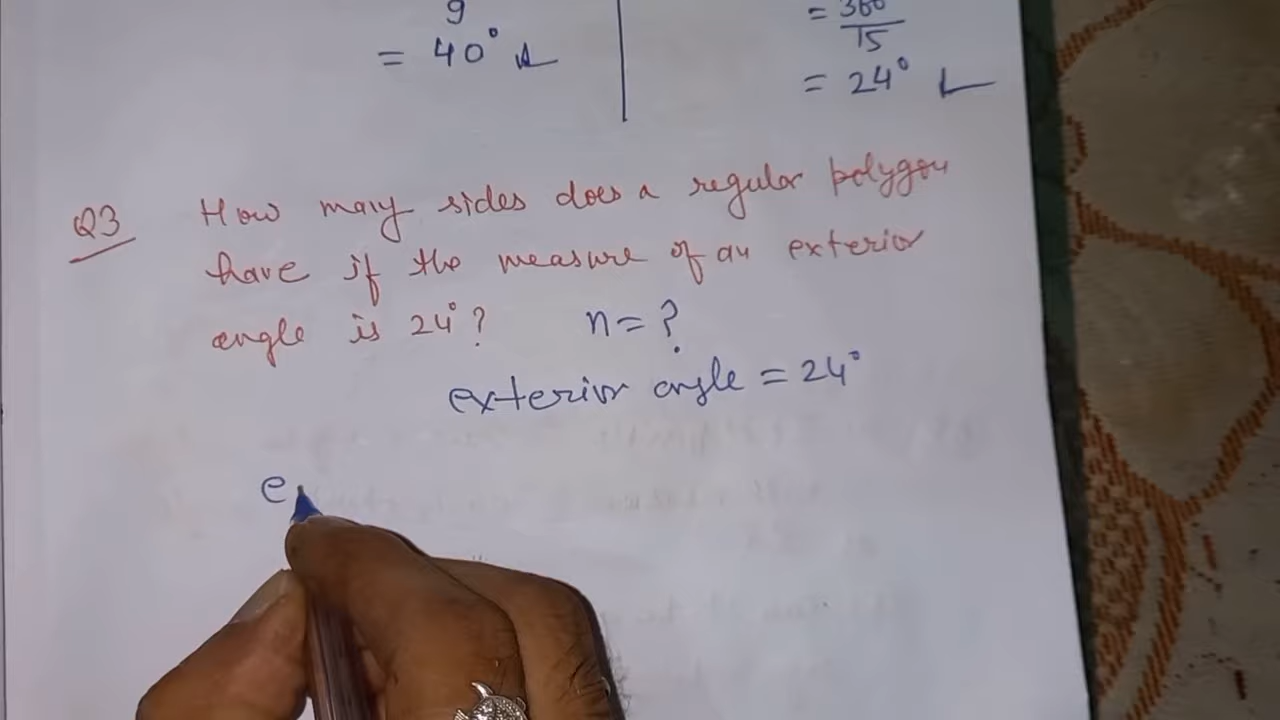 9
= 40°
= 360
15
= 24°
Q3 How many sides does a regular polygon
have if the measure of an exterior
angle is 24°? n = ?
exterior angle = 24°
e